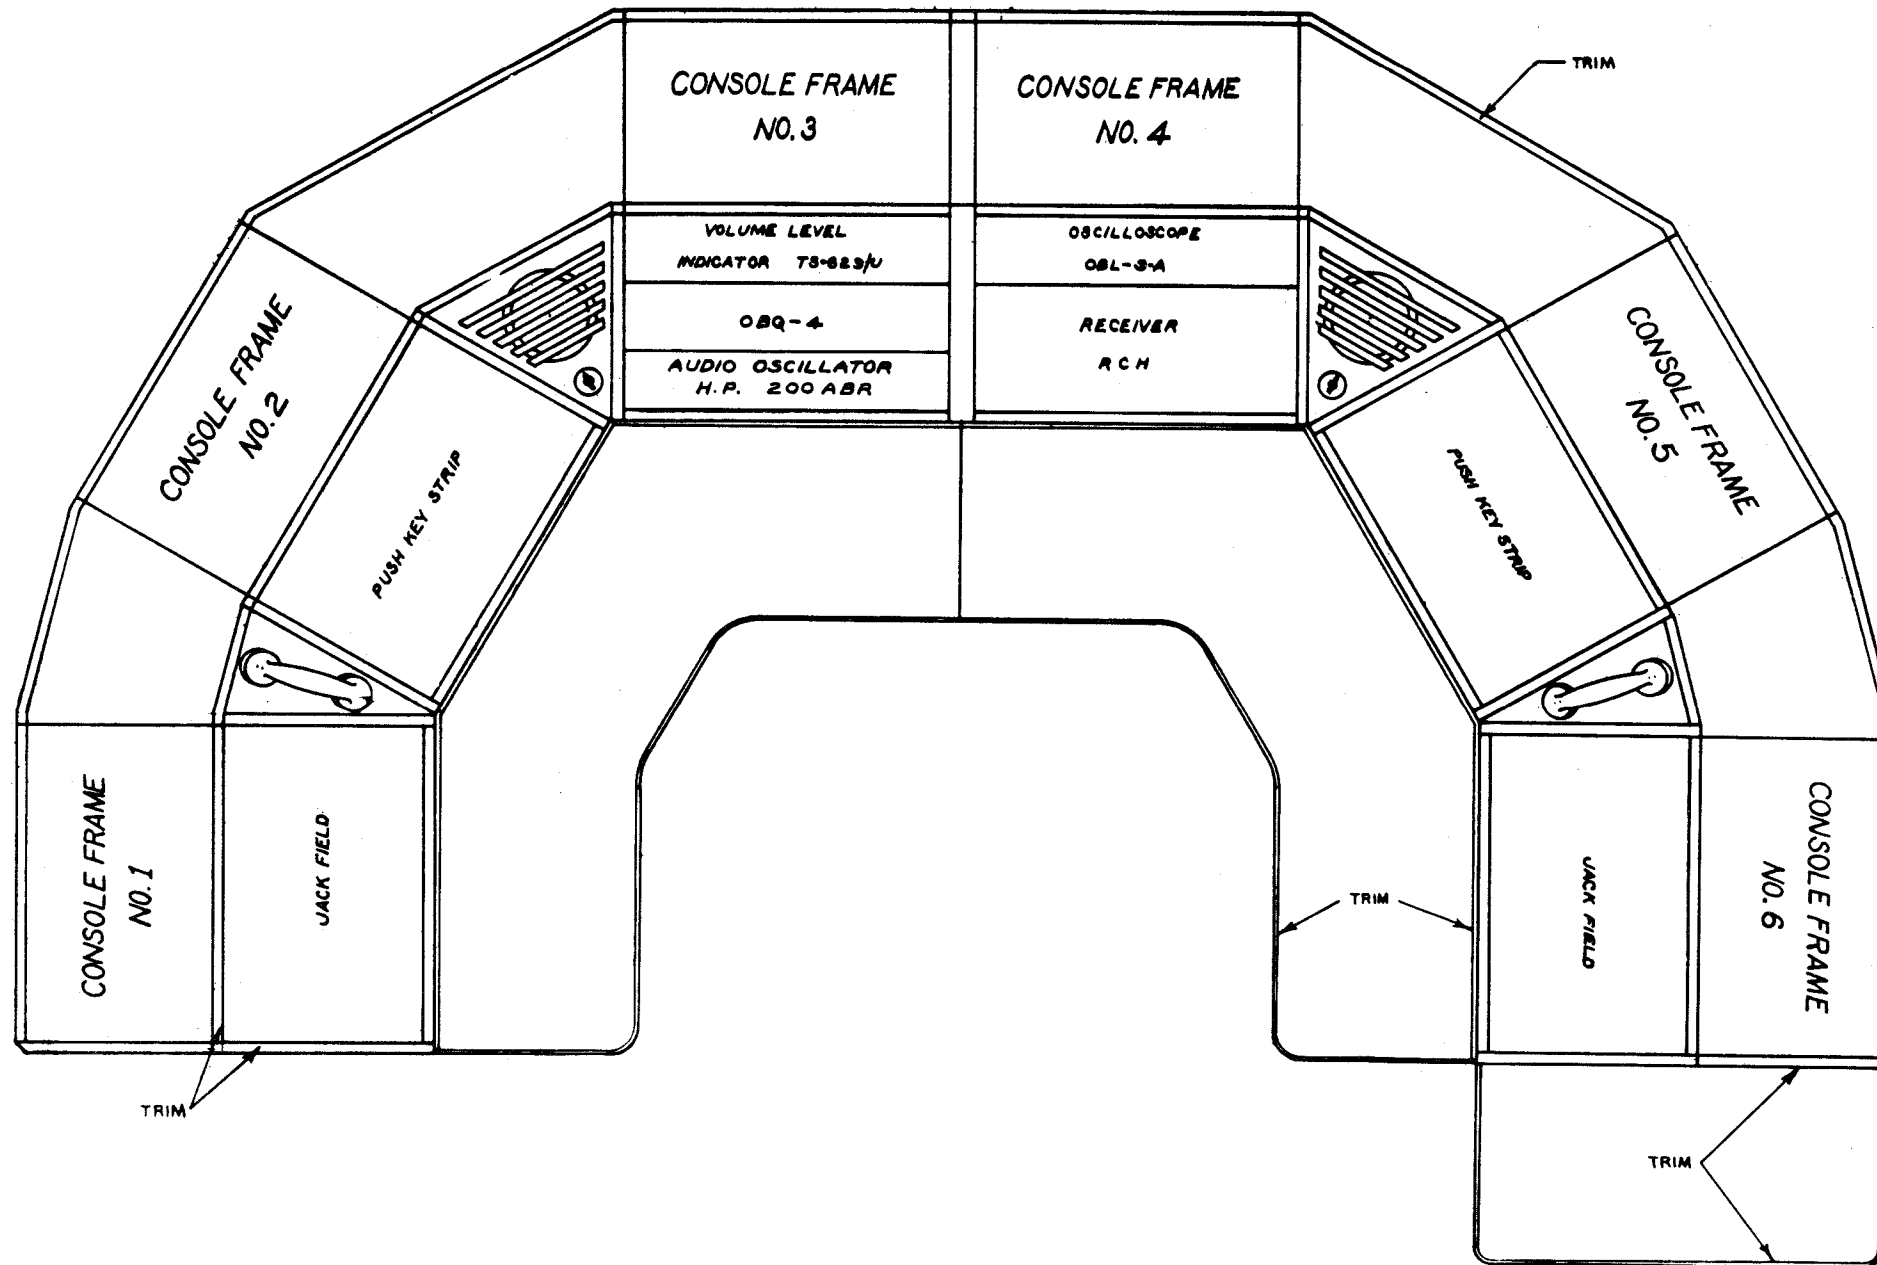 TRIM
CONSOLE FRAME
NO. 3
CONSOLE FRAME
NO. 4
VOLUME LEVEL
INDICATOR TS-623/U
OBQ-4
AUDIO OSCILLATOR
H.P. 200 ABR
OSCILLOSCOPE
OBL-3-A
RECEIVER
RCH
CONSOLE FRAME
NO. 2
PUSH KEY STRIP
CONSOLE FRAME
NO. 5
PUSH KEY STRIP
CONSOLE FRAME
NO. 1
JACK FIELD
TRIM
JACK FIELD
CONSOLE FRAME
NO. 6
TRIM
TRIM